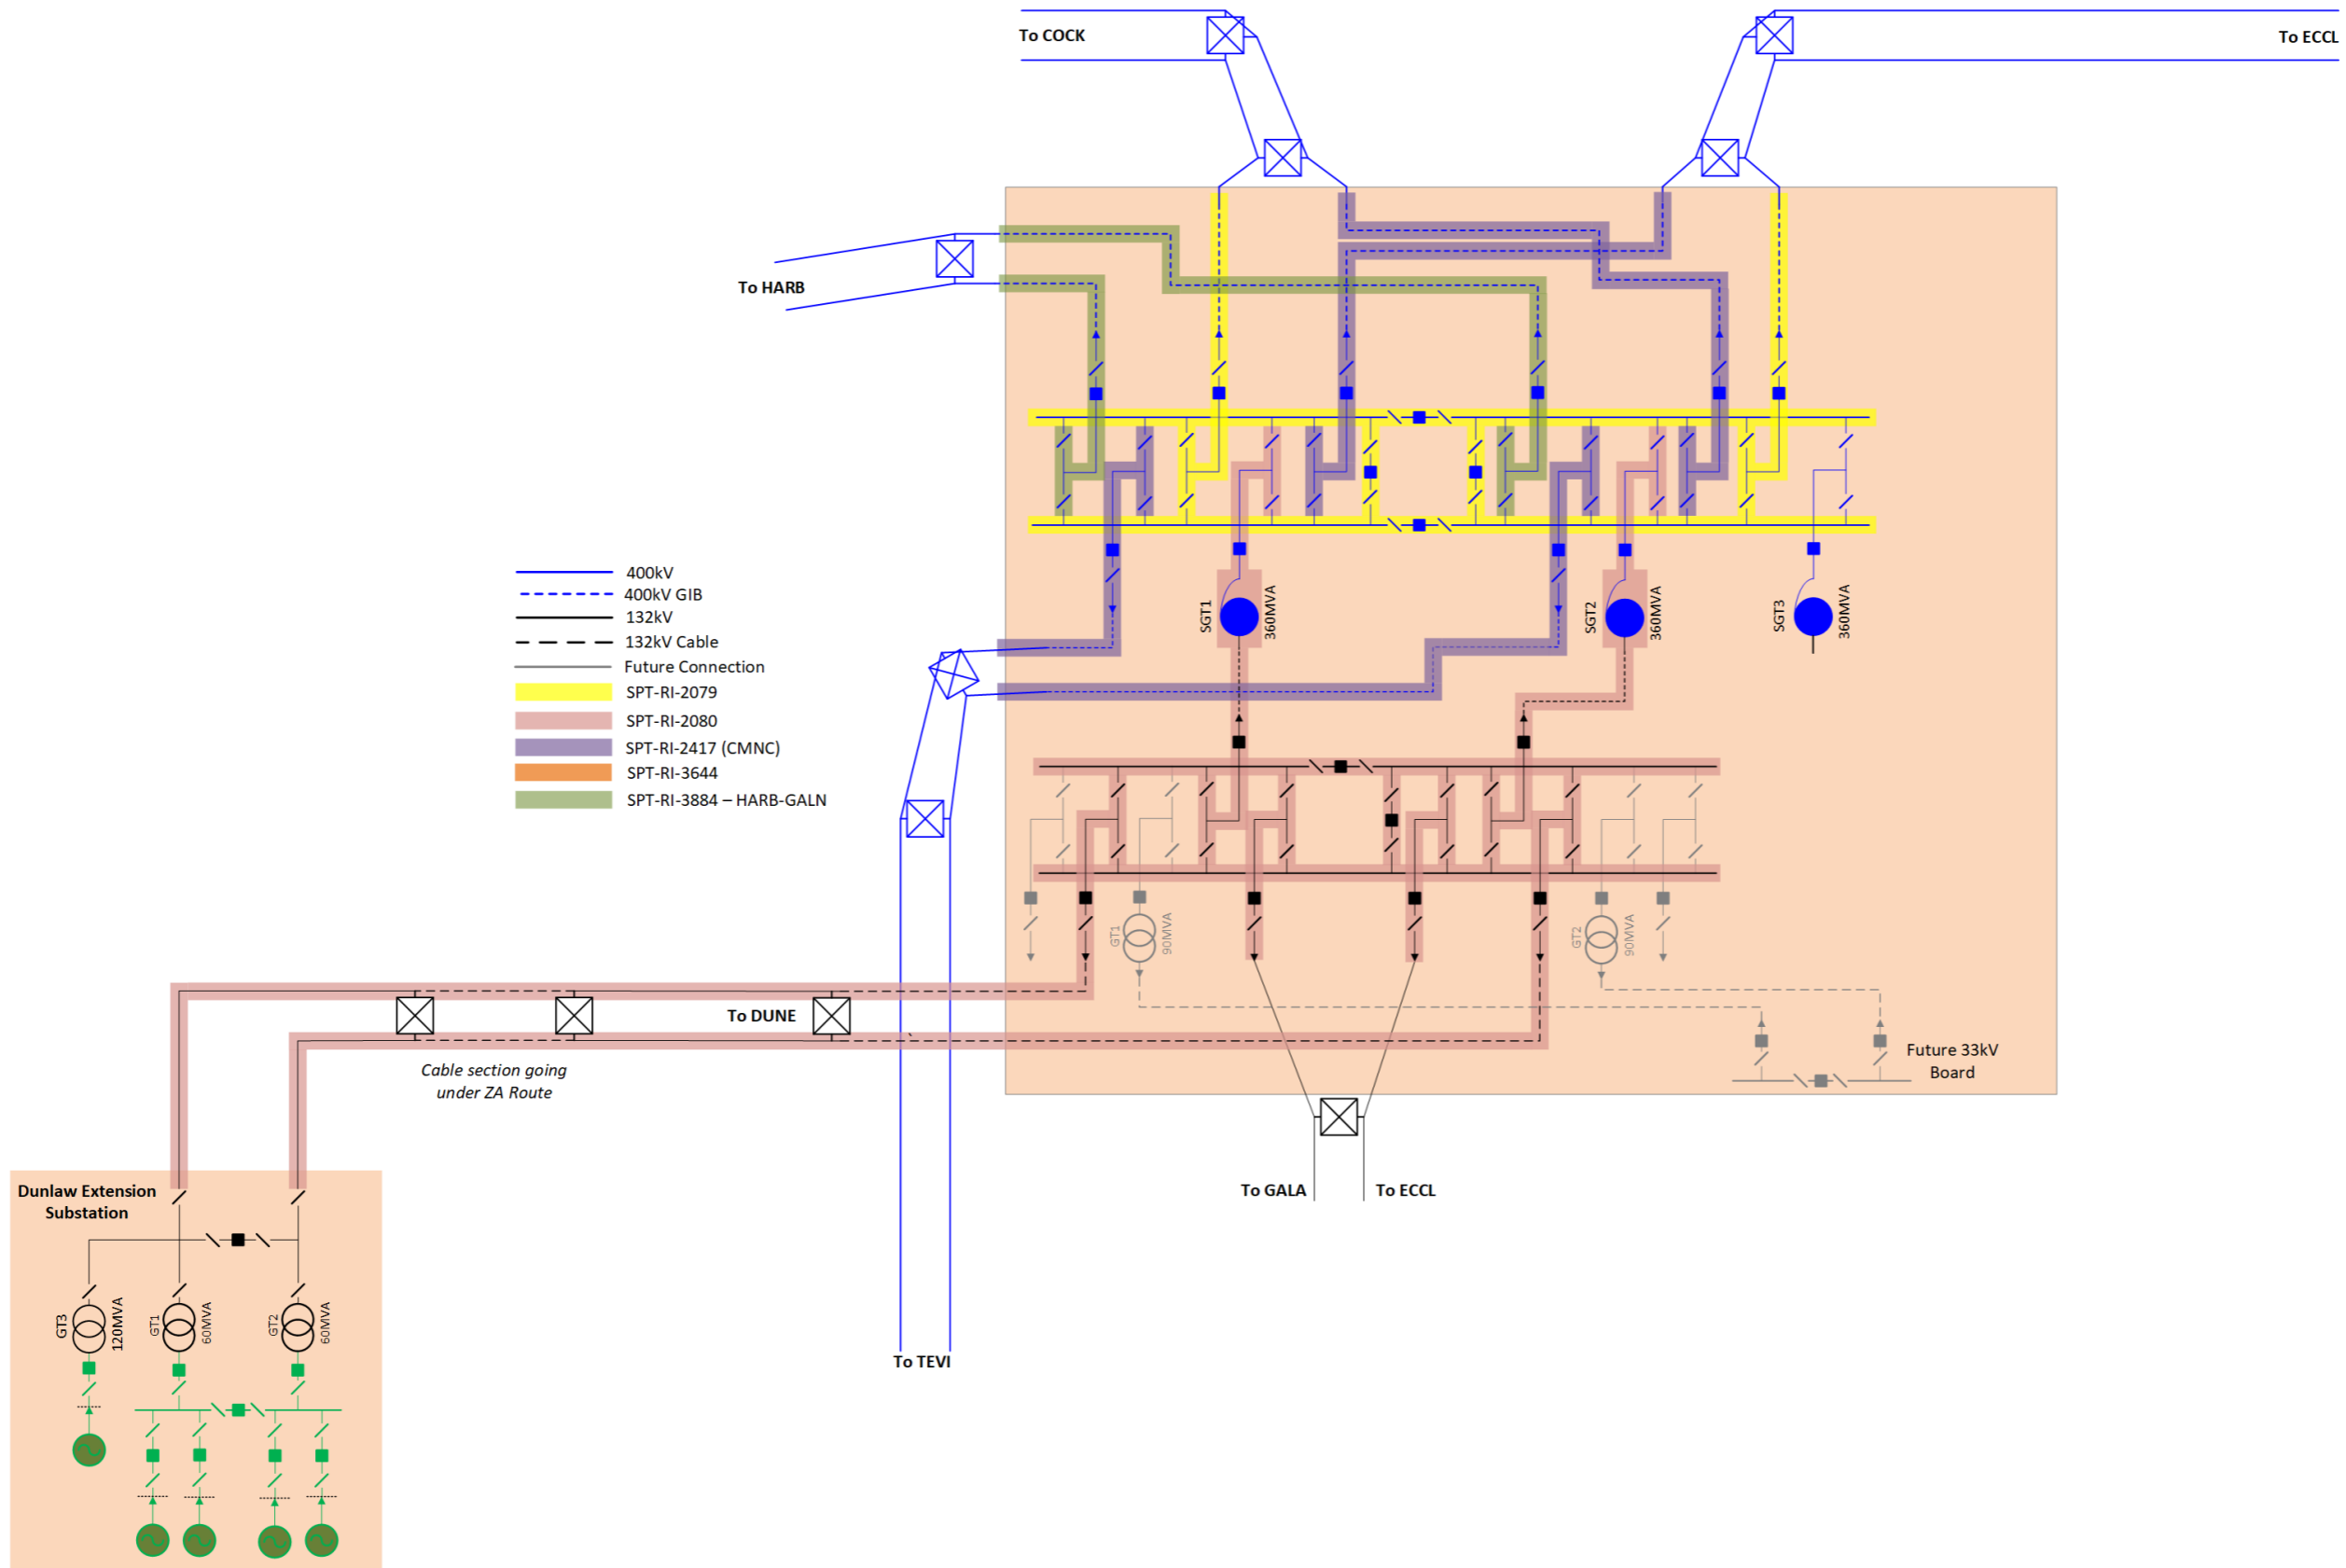 To COCK
To ECCL
To HARB
400kV
400kV GIB
132kV
132kV Cable
Future Connection
SPT-RI-2079
SPT-RI-2080
SPT-RI-2417 (CMNC)
SPT-RI-3644
SPT-RI-3884 – HARB-GALN
SGT1
360MVA
SGT2
360MVA
SGT3
360MVA
GT1
90MVA
GT2
90MVA
To DUNE
Cable section going
under ZA Route
Future 33kV
Board
To GALA
To ECCL
Dunlaw Extension
Substation
GT3
120MVA
GT1
60MVA
GT2
60MVA
To TEVI